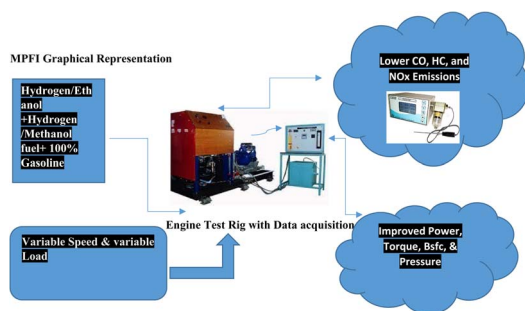 MPFI Graphical Representation
Hydrogen/Eth
anol
+Hydrogen
/Methanol
fuel+ 100%
Gasoline
Lower CO, HC, and
NOx Emissions
Engine Test Rig with Data acquisition
Variable Speed & variable
Load
Improved Power,
Torque, Bsfc, &
Pressure